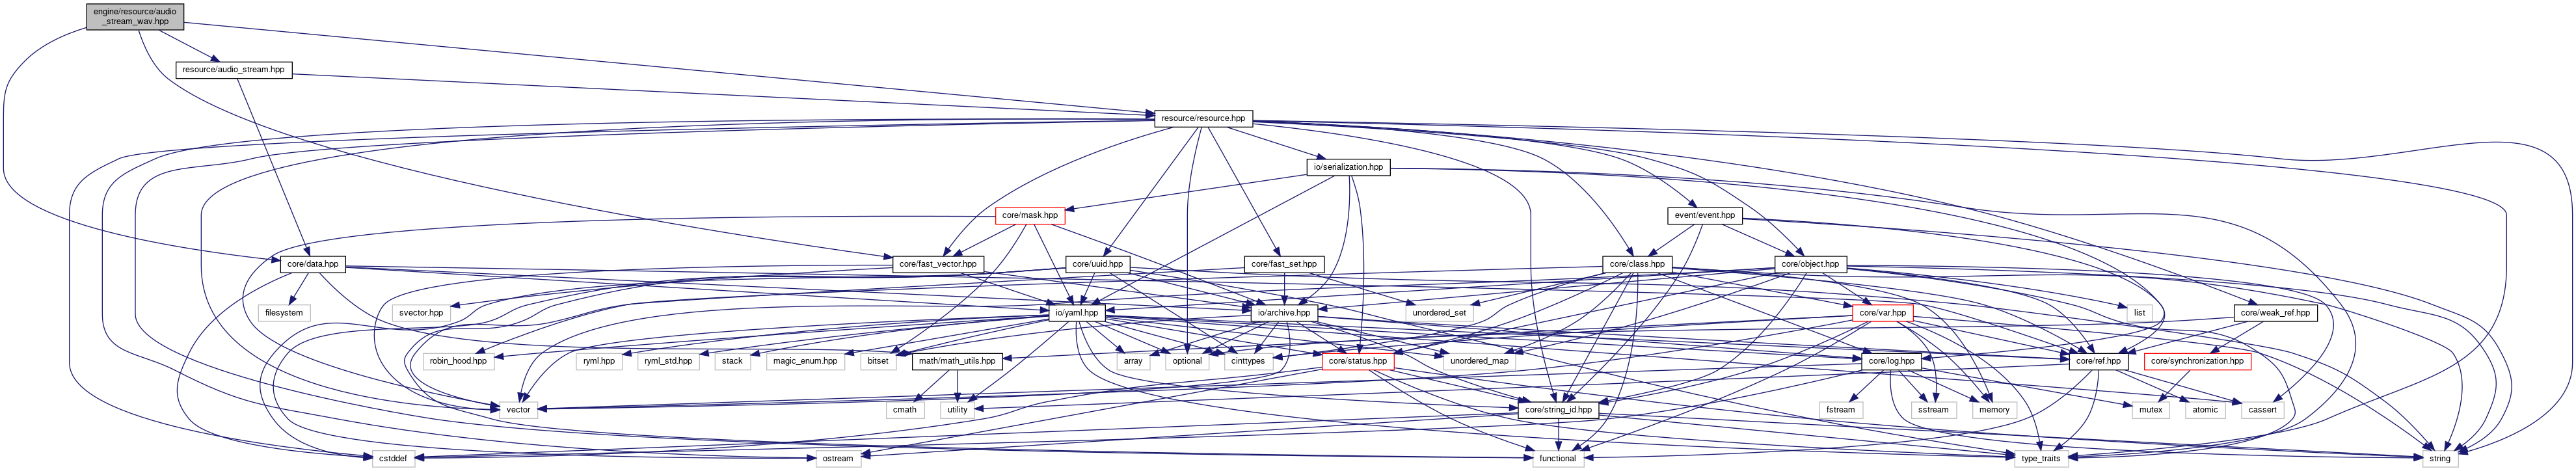 engine/resource/audio
_stream_wav.hpp
resource/audio_stream.hpp
resource/resource.hpp
io/serialization.hpp
core/mask.hpp
event/event.hpp
core/data.hpp
core/fast_vector.hpp
core/uuid.hpp
core/fast_set.hpp
core/class.hpp
core/object.hpp
filesystem
svector.hpp
io/yaml.hpp
io/archive.hpp
unordered_set
core/var.hpp
list
core/weak_ref.hpp
robin_hood.hpp
ryml.hpp
ryml_std.hpp
stack
magic_enum.hpp
bitset
math/math_utils.hpp
array
optional
cinttypes
core/status.hpp
unordered_map
core/log.hpp
core/ref.hpp
core/synchronization.hpp
vector
cmath
utility
core/string_id.hpp
fstream
sstream
memory
mutex
atomic
cassert
cstddef
ostream
functional
type_traits
string